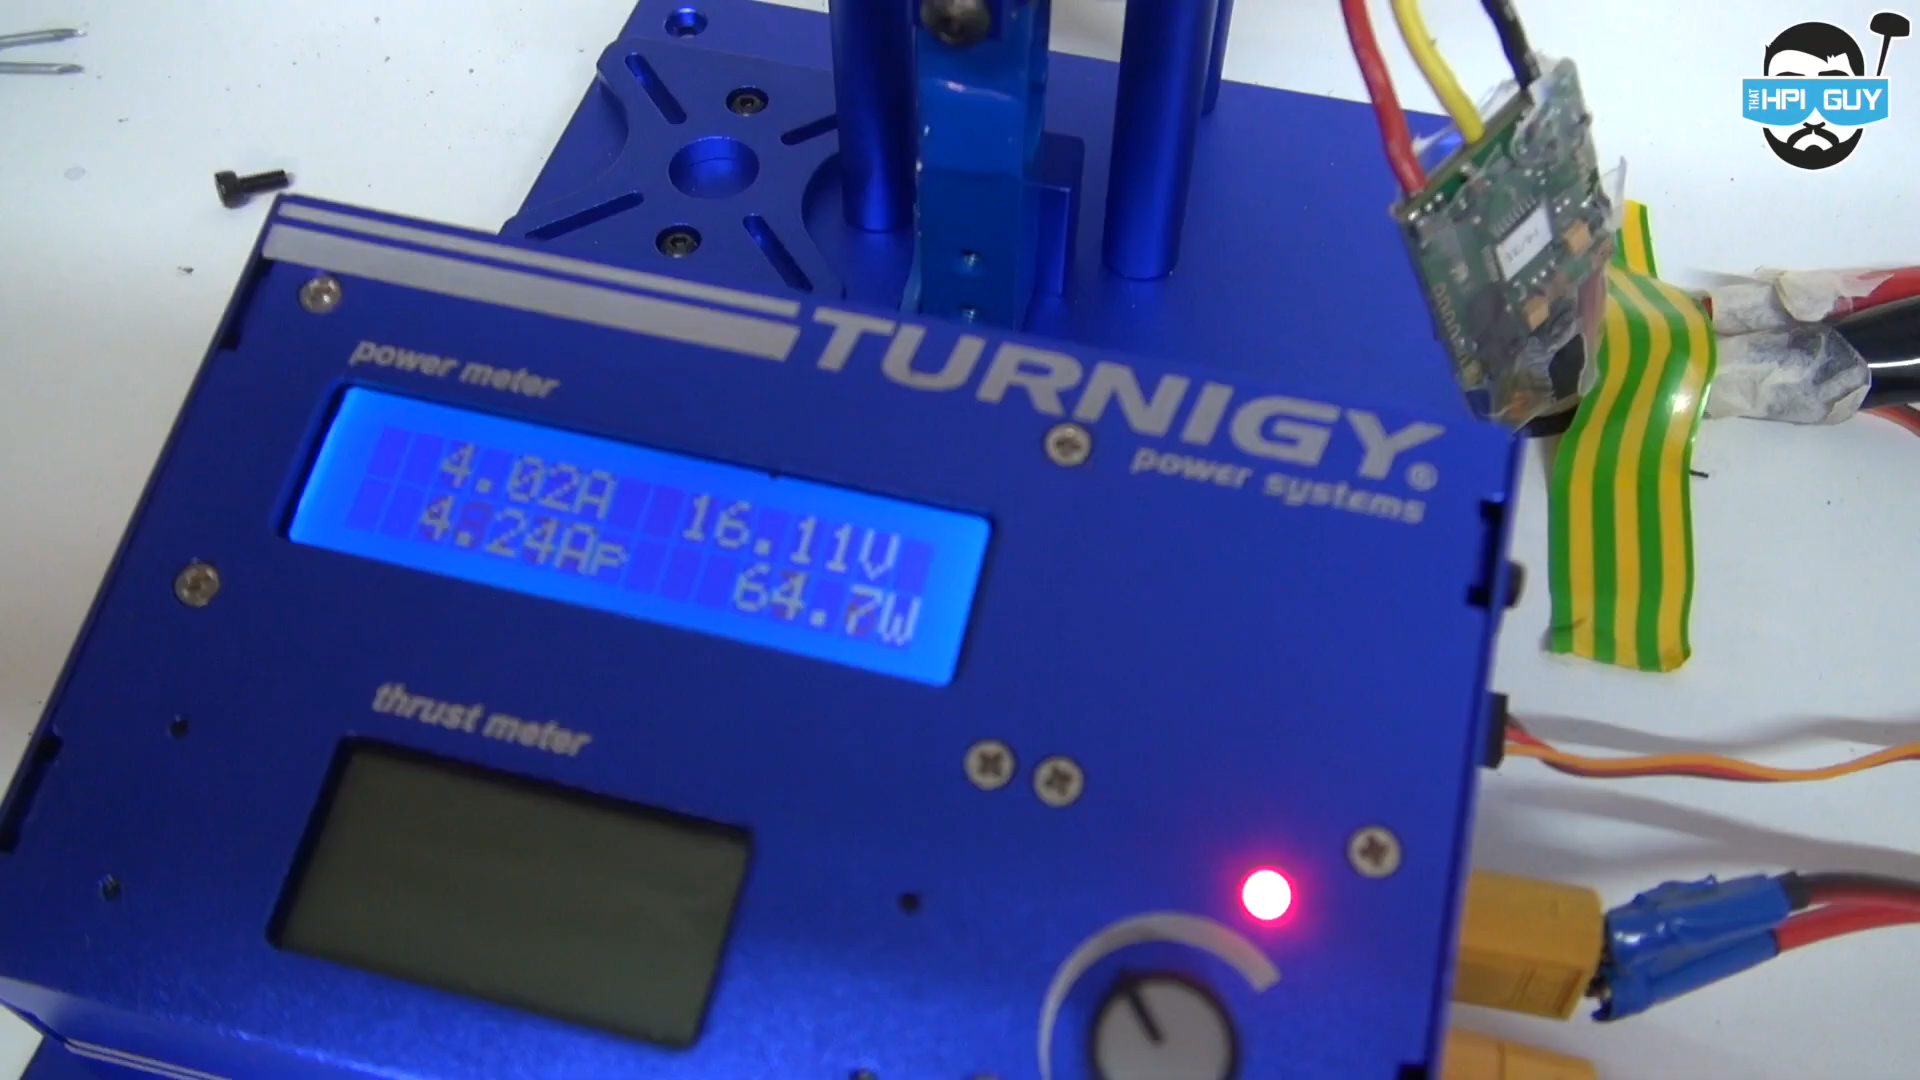 THAT HPI GUY
TURNIGY®
power systems
power meter
4.02A 16.11V
4.24Ap 64.7W
thrust meter